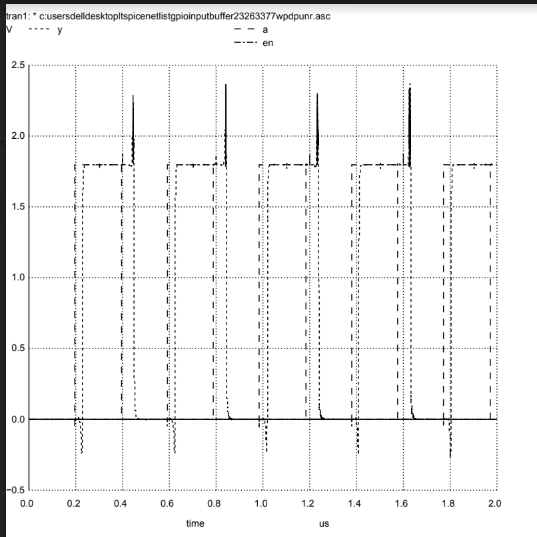 tran1: * c:usersdelldesktopltspicenetlistgpioinputbuffer23263377wpdpunr.asc
V y a
en
2.5
2.0
1.5
1.0
0.5
0.0
−0.5
0.0 0.2 0.4 0.6 0.8 1.0 1.2 1.4 1.6 1.8 2.0
time us